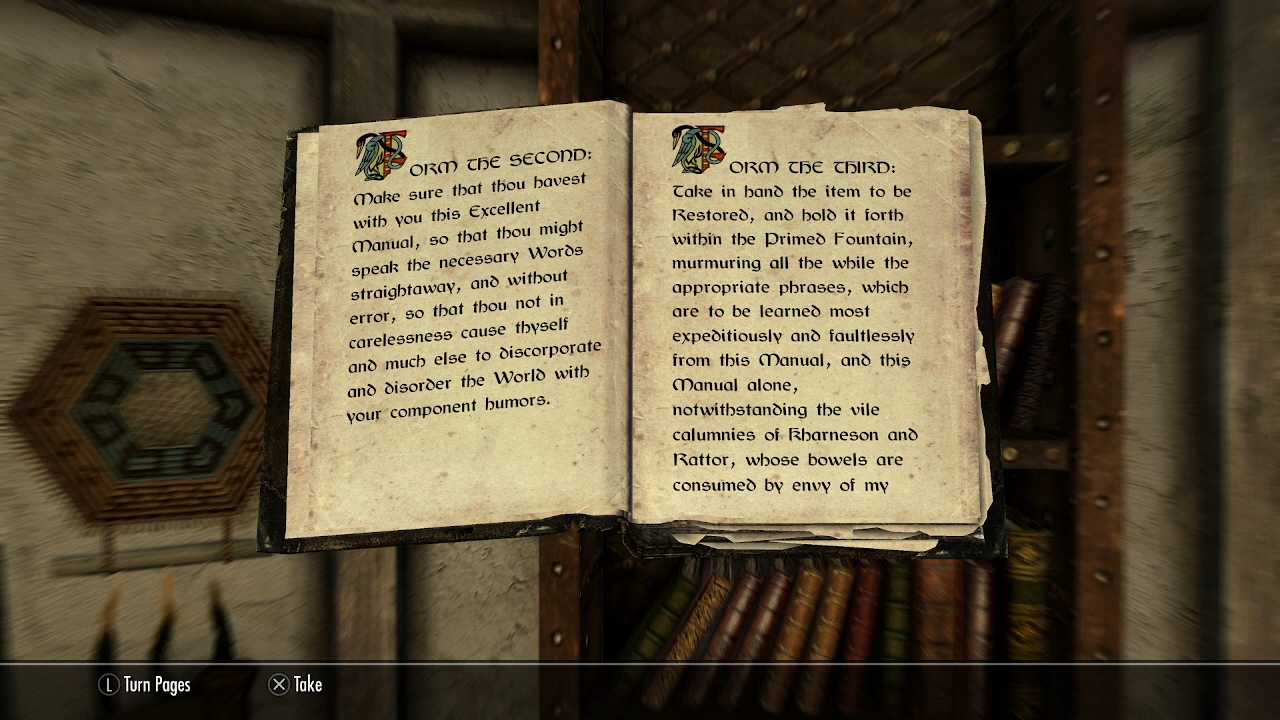 FORM THE SECOND:
Make sure that thou havest
with you this Excellent
Manual, so that thou might
speak the necessary Words
straightaway, and without
error, so that thou not in
carelessness cause thyself
and much else to discorporate
and disorder the World with
your component humors.
FORM THE THIRD:
Take in hand the item to be
Restored, and hold it forth
within the Primed Fountain,
murmuring all the while the
appropriate phrases, which
are to be learned most
expeditiously and faultlessly
from this Manual, and this
Manual alone,
notwithstanding the vile
calumnies of Kharneson and
Rattor, whose bowels are
consumed by envy of my
L Turn Pages
X Take